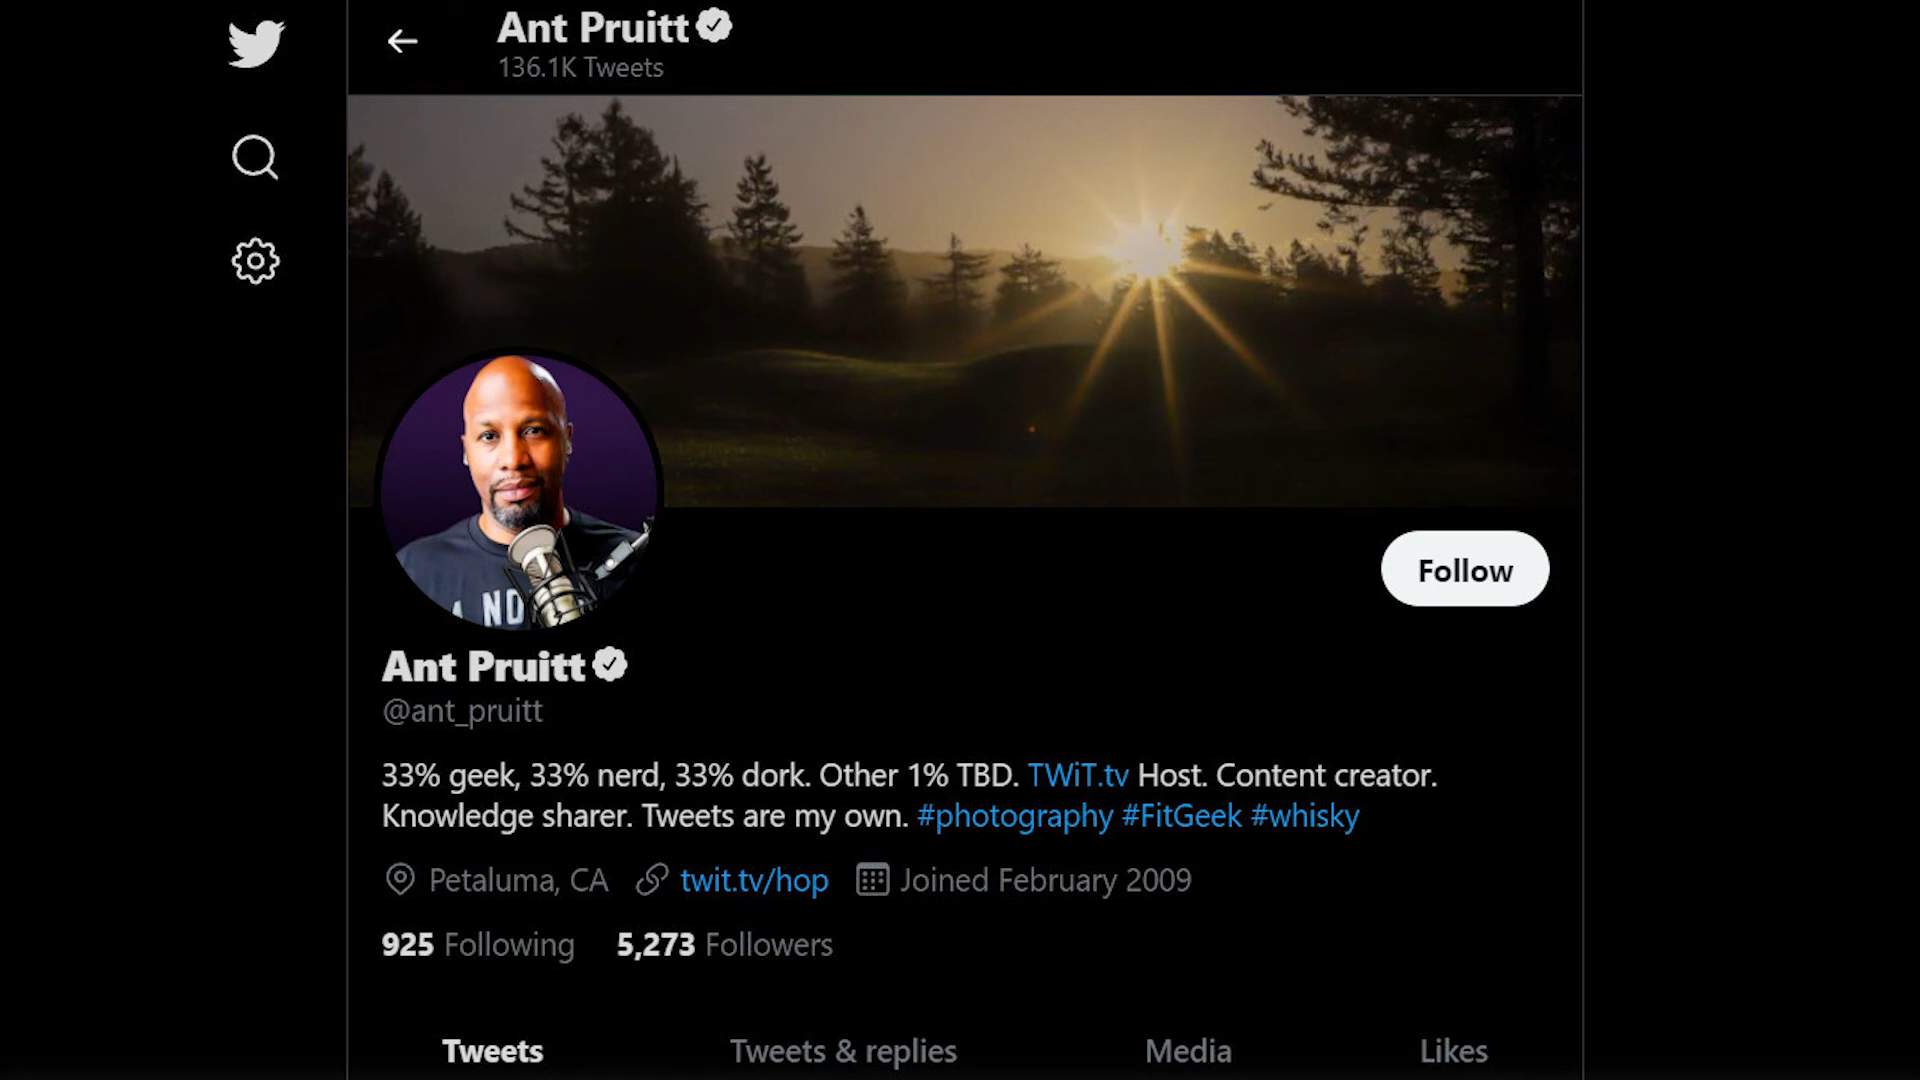 Ant Pruitt
136.1K Tweets
Follow
Ant Pruitt
@ant_pruitt
33% geek, 33% nerd, 33% dork. Other 1% TBD. TWiT.tv Host. Content creator.
Knowledge sharer. Tweets are my own. #photography #FitGeek #whisky
Petaluma, CA twit.tv/hop Joined February 2009
925 Following 5,273 Followers
Tweets Tweets & replies Media Likes